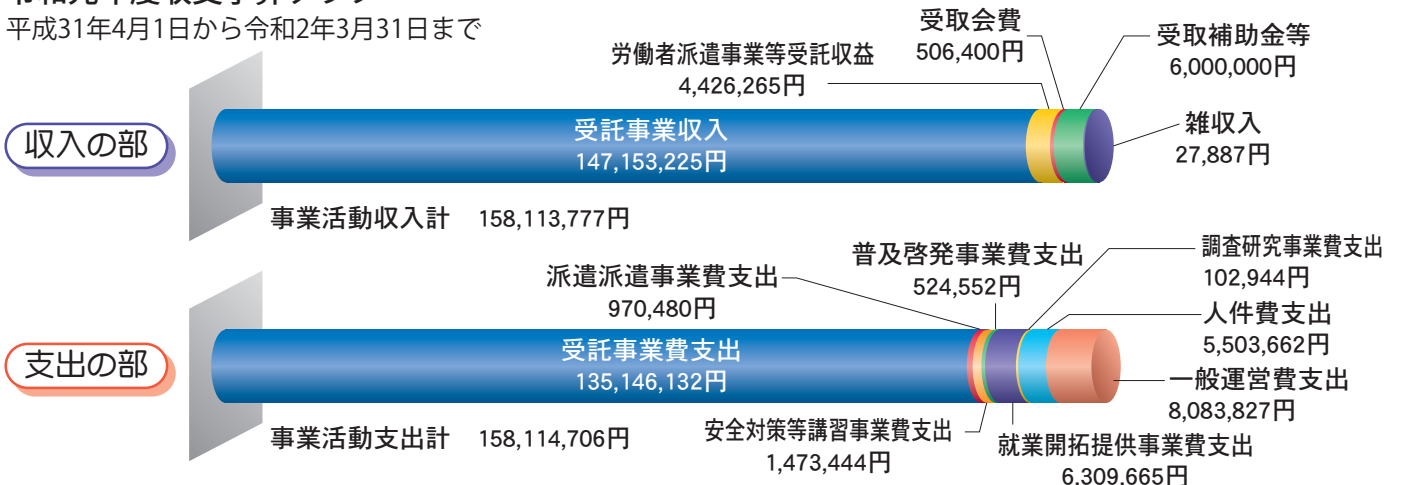 平成31年4月1日から令和2年3月31日まで
収入の部
受託事業収入
147,153,225円
労働者派遣事業等受託収益
4,426,265円
受取会費
506,400円
受取補助金等
6,000,000円
雑収入
27,887円
事業活動収入計 158,113,777円
支出の部
受託事業費支出
135,146,132円
派遣派遣事業費支出
970,480円
普及啓発事業費支出
524,552円
調査研究事業費支出
102,944円
人件費支出
5,503,662円
一般運営費支出
8,083,827円
安全対策等講習事業費支出
1,473,444円
就業開拓提供事業費支出
6,309,665円
事業活動支出計 158,114,706円